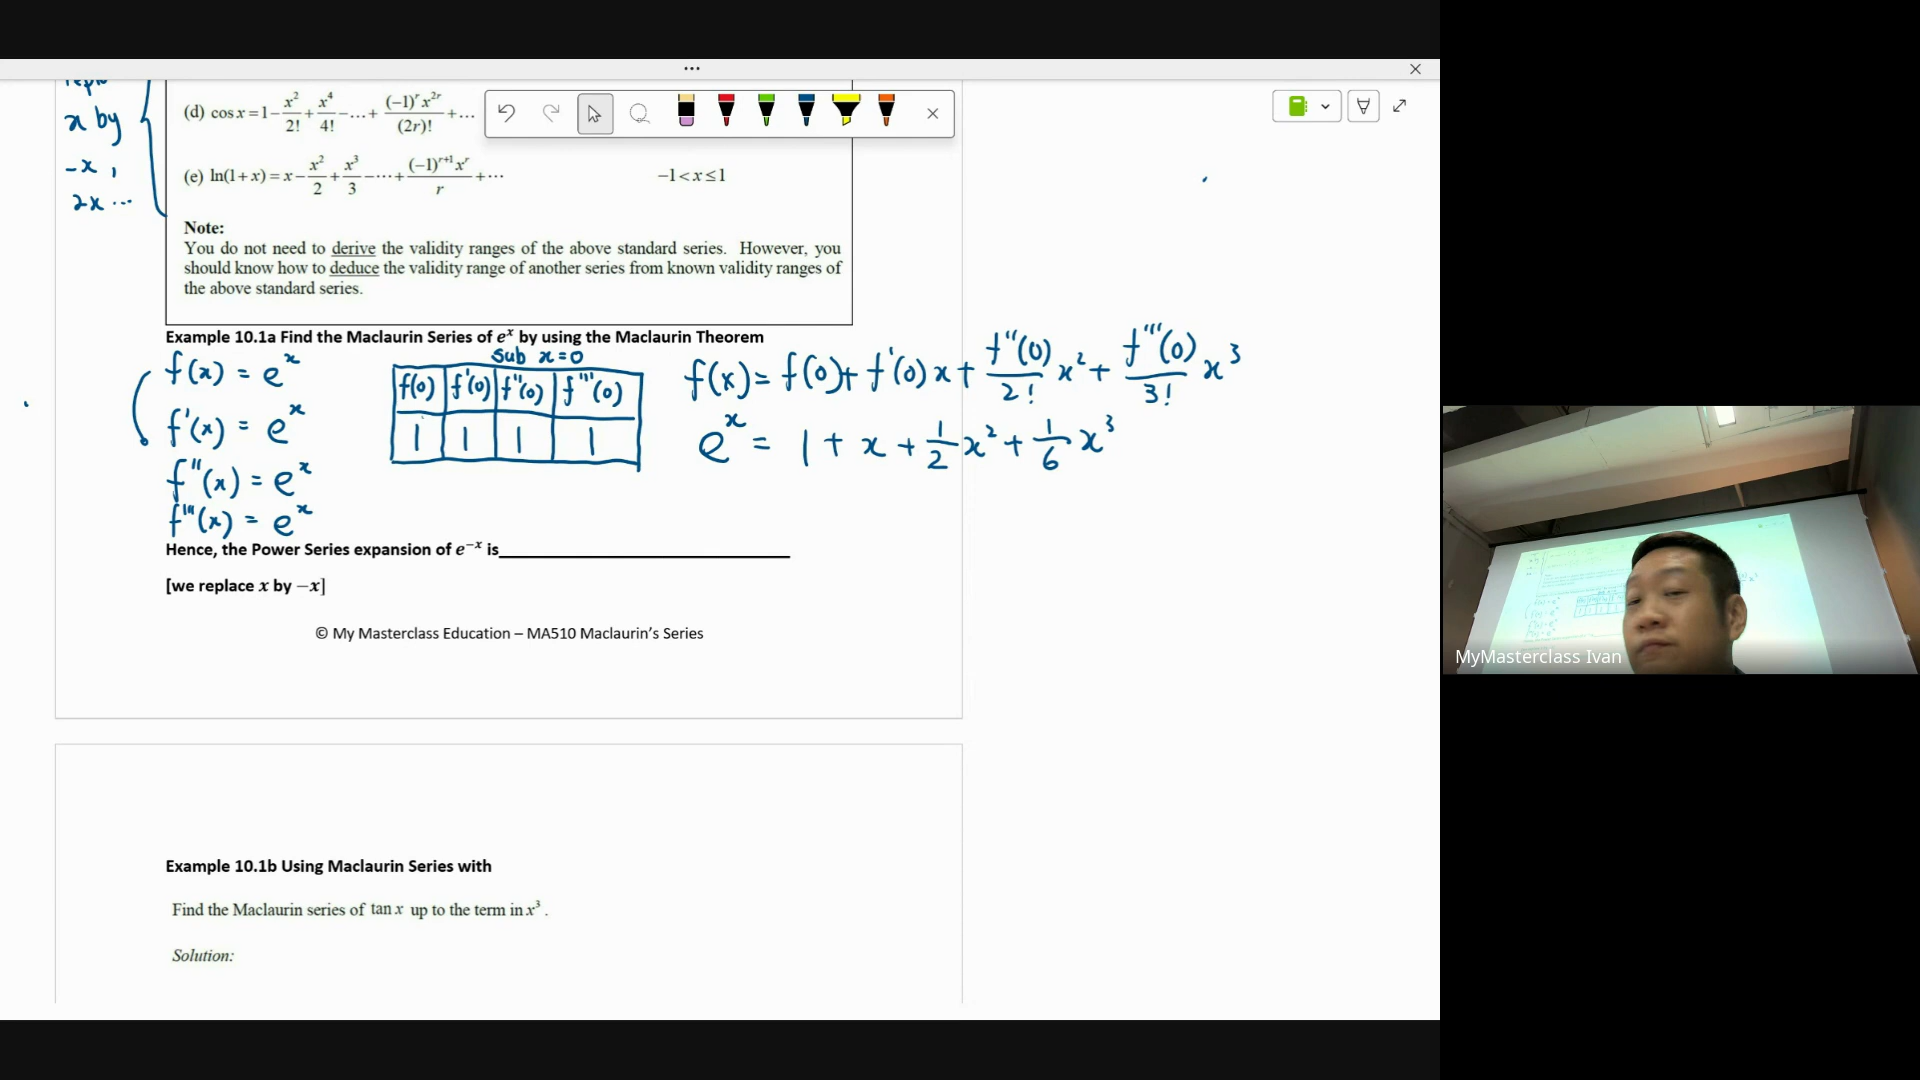 x by
-x,
2x ...
(d) cos x = 1 - x²/2! + x⁴/4! - ... + (-1)ʳ x²ʳ/(2r)! + ...
(e) ln(1 + x) = x - x²/2 + x³/3 - ··· + (-1)ʳ⁺¹ xʳ/r + ··· -1 < x ≤ 1
Note:
You do not need to derive the validity ranges of the above standard series. However, you
should know how to deduce the validity range of another series from known validity ranges of
the above standard series.
Example 10.1a Find the Maclaurin Series of eˣ by using the Maclaurin Theorem
f(x) = eˣ
f'(x) = eˣ
f''(x) = eˣ
f'''(x) = eˣ
sub x=0
f(0) f'(0) f''(0) f'''(0)
1 1 1 1
f(x) = f(0) + f'(0) x + f''(0)/2! x² + f'''(0)/3! x³
eˣ = 1 + x + 1/2 x² + 1/6 x³
Hence, the Power Series expansion of e⁻ˣ is______________________________
[we replace x by −x]
© My Masterclass Education – MA510 Maclaurin's Series
Example 10.1b Using Maclaurin Series with
Find the Maclaurin series of tan x up to the term in x³ .
Solution:
MyMasterclass Ivan